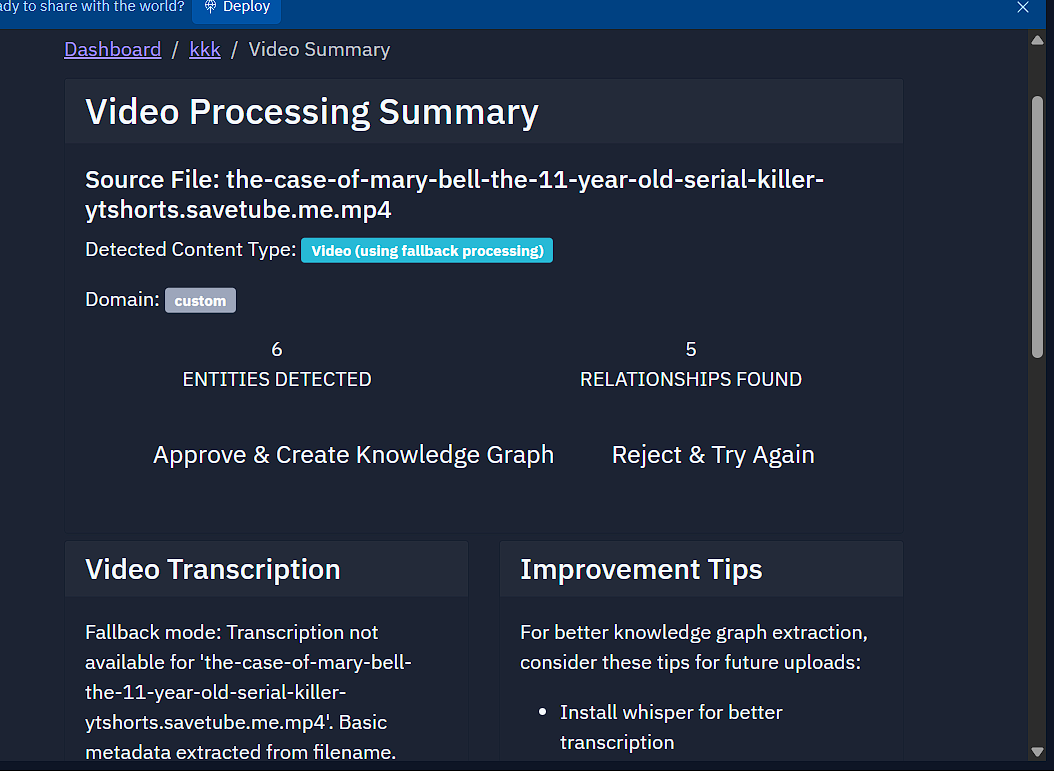 ady to share with the world? Deploy
Dashboard / kkk / Video Summary
Video Processing Summary
Source File: the-case-of-mary-bell-the-11-year-old-serial-killer-
ytshorts.savetube.me.mp4
Detected Content Type: Video (using fallback processing)
Domain: custom
6
ENTITIES DETECTED
5
RELATIONSHIPS FOUND
Approve & Create Knowledge Graph
Reject & Try Again
Video Transcription
Fallback mode: Transcription not
available for 'the-case-of-mary-bell-
the-11-year-old-serial-killer-
ytshorts.savetube.me.mp4'. Basic
metadata extracted from filename.
Improvement Tips
For better knowledge graph extraction,
consider these tips for future uploads:
• Install whisper for better
transcription